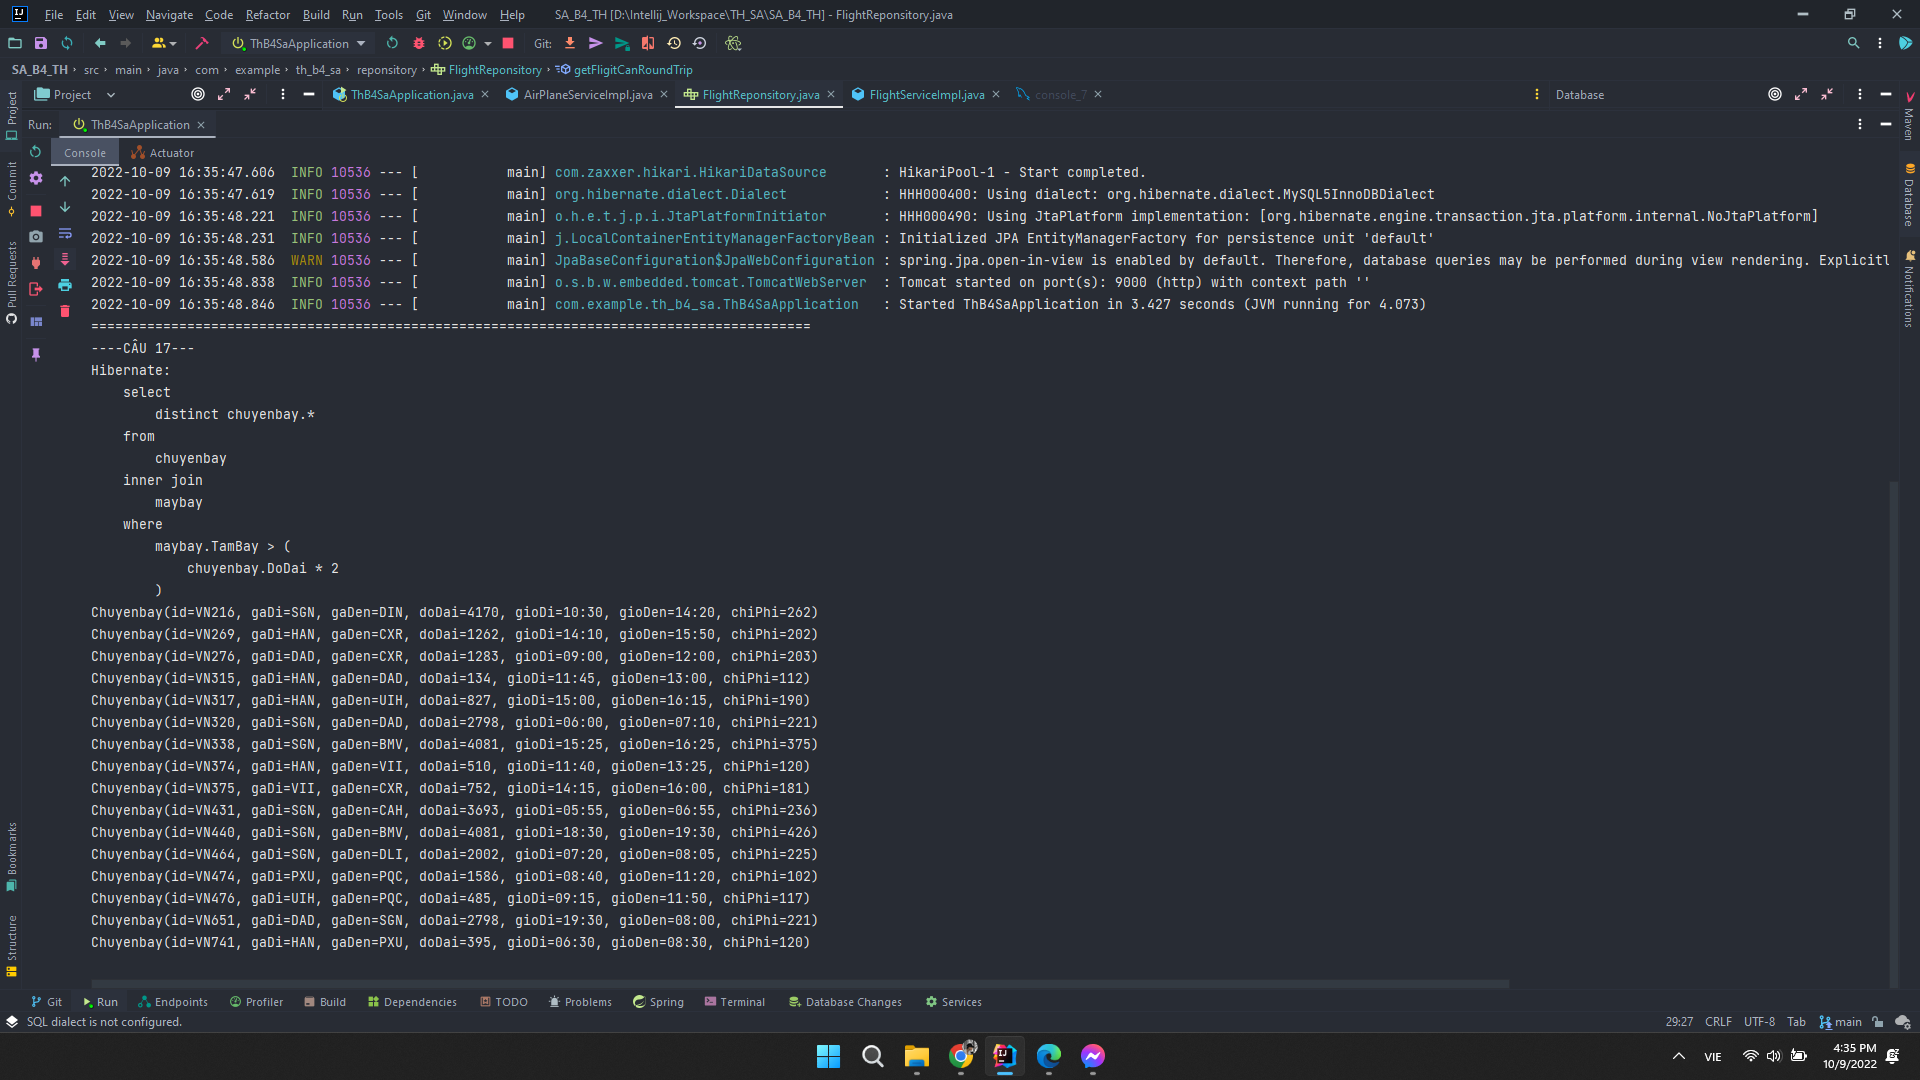 File Edit View Navigate Code Refactor Build Run Tools Git Window Help SA_B4_TH [D:\Intellij_Workspace\TH_SA\SA_B4_TH] - FlightReponsitory.java
ThB4SaApplication Git:
SA_B4_TH › src › main › java › com › example › th_b4_sa › reponsitory › FlightReponsitory › getFligitCanRoundTrip
Project ThB4SaApplication.java AirPlaneServiceImpl.java FlightReponsitory.java FlightServiceImpl.java console_7 Database
Run: ThB4SaApplication
Console Actuator
2022-10-09 16:35:47.606 INFO 10536 --- [ main] com.zaxxer.hikari.HikariDataSource : HikariPool-1 - Start completed.
2022-10-09 16:35:47.619 INFO 10536 --- [ main] org.hibernate.dialect.Dialect : HHH000400: Using dialect: org.hibernate.dialect.MySQL5InnoDBDialect
2022-10-09 16:35:48.221 INFO 10536 --- [ main] o.h.e.t.j.p.i.JtaPlatformInitiator : HHH000490: Using JtaPlatform implementation: [org.hibernate.engine.transaction.jta.platform.internal.NoJtaPlatform]
2022-10-09 16:35:48.231 INFO 10536 --- [ main] j.LocalContainerEntityManagerFactoryBean : Initialized JPA EntityManagerFactory for persistence unit 'default'
2022-10-09 16:35:48.586 WARN 10536 --- [ main] JpaBaseConfiguration$JpaWebConfiguration : spring.jpa.open-in-view is enabled by default. Therefore, database queries may be performed during view rendering. Explicitl
2022-10-09 16:35:48.838 INFO 10536 --- [ main] o.s.b.w.embedded.tomcat.TomcatWebServer : Tomcat started on port(s): 9000 (http) with context path ''
2022-10-09 16:35:48.846 INFO 10536 --- [ main] com.example.th_b4_sa.ThB4SaApplication : Started ThB4SaApplication in 3.427 seconds (JVM running for 4.073)
==========================================================================================
----CÂU 17---
Hibernate:
select
distinct chuyenbay.*
from
chuyenbay
inner join
maybay
where
maybay.TamBay > (
chuyenbay.DoDai * 2
)
Chuyenbay(id=VN216, gaDi=SGN, gaDen=DIN, doDai=4170, gioDi=10:30, gioDen=14:20, chiPhi=262)
Chuyenbay(id=VN269, gaDi=HAN, gaDen=CXR, doDai=1262, gioDi=14:10, gioDen=15:50, chiPhi=202)
Chuyenbay(id=VN276, gaDi=DAD, gaDen=CXR, doDai=1283, gioDi=09:00, gioDen=12:00, chiPhi=203)
Chuyenbay(id=VN315, gaDi=HAN, gaDen=DAD, doDai=134, gioDi=11:45, gioDen=13:00, chiPhi=112)
Chuyenbay(id=VN317, gaDi=HAN, gaDen=UIH, doDai=827, gioDi=15:00, gioDen=16:15, chiPhi=190)
Chuyenbay(id=VN320, gaDi=SGN, gaDen=DAD, doDai=2798, gioDi=06:00, gioDen=07:10, chiPhi=221)
Chuyenbay(id=VN338, gaDi=SGN, gaDen=BMV, doDai=4081, gioDi=15:25, gioDen=16:25, chiPhi=375)
Chuyenbay(id=VN374, gaDi=HAN, gaDen=VII, doDai=510, gioDi=11:40, gioDen=13:25, chiPhi=120)
Chuyenbay(id=VN375, gaDi=VII, gaDen=CXR, doDai=752, gioDi=14:15, gioDen=16:00, chiPhi=181)
Chuyenbay(id=VN431, gaDi=SGN, gaDen=CAH, doDai=3693, gioDi=05:55, gioDen=06:55, chiPhi=236)
Chuyenbay(id=VN440, gaDi=SGN, gaDen=BMV, doDai=4081, gioDi=18:30, gioDen=19:30, chiPhi=426)
Chuyenbay(id=VN464, gaDi=SGN, gaDen=DLI, doDai=2002, gioDi=07:20, gioDen=08:05, chiPhi=225)
Chuyenbay(id=VN474, gaDi=PXU, gaDen=PQC, doDai=1586, gioDi=08:40, gioDen=11:20, chiPhi=102)
Chuyenbay(id=VN476, gaDi=UIH, gaDen=PQC, doDai=485, gioDi=09:15, gioDen=11:50, chiPhi=117)
Chuyenbay(id=VN651, gaDi=DAD, gaDen=SGN, doDai=2798, gioDi=19:30, gioDen=08:00, chiPhi=221)
Chuyenbay(id=VN741, gaDi=HAN, gaDen=PXU, doDai=395, gioDi=06:30, gioDen=08:30, chiPhi=120)
Project
Commit
Pull Requests
Bookmarks
Structure
Maven
Database
Notifications
Git Run Endpoints Profiler Build Dependencies TODO Problems Spring Terminal Database Changes Services
SQL dialect is not configured. 29:27 CRLF UTF-8 Tab main
VIE 4:35 PM
10/9/2022